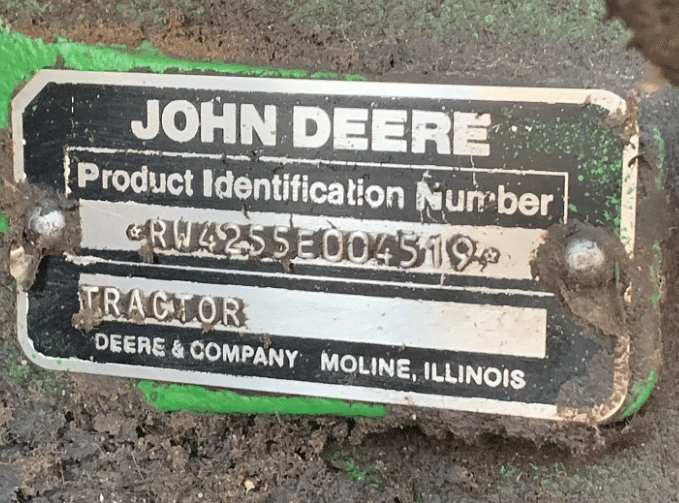 JOHN DEERE
Product Identification Number
*RW4255E004519*
TRACTOR
DEERE & COMPANY MOLINE, ILLINOIS